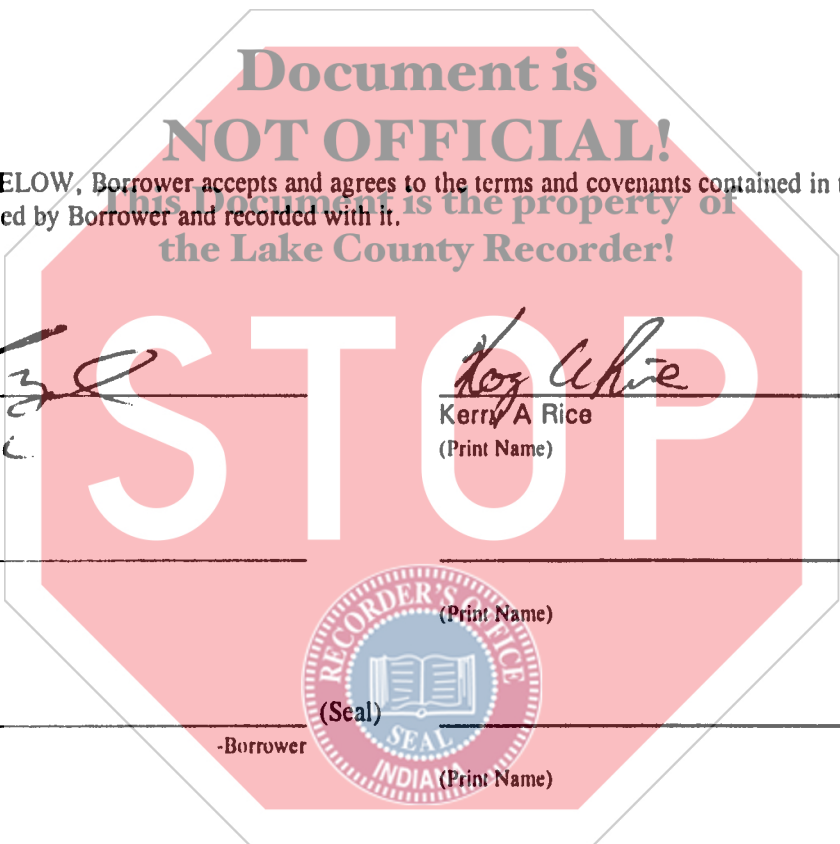 Document is
NOT OFFICIAL!
ELOW, Borrower accepts and agrees to the terms and covenants contained in
This Document is the property of
ed by Borrower and recorded with it.
the Lake County Recorder!
STOP
Kerry A Rice
Kerry A Rice
(Print Name)
RECORDER'S OFFICE
(Print Name)
(Seal)
-Borrower
SEAL
INDIANA
(Print Name)